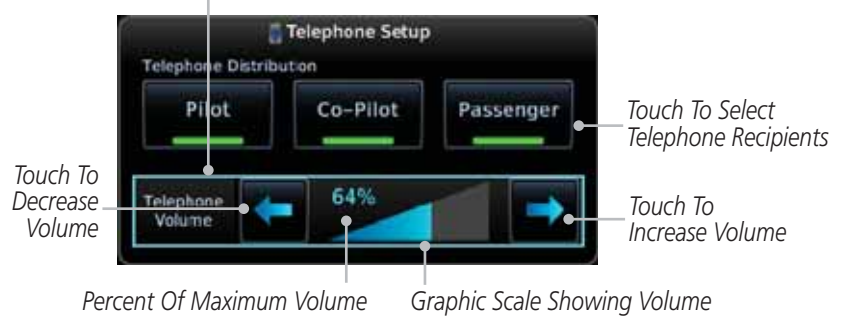 Telephone Setup
Telephone Distribution
Pilot
Co-Pilot
Passenger
Touch To Select
Telephone Recipients
Touch To
Decrease
Volume
Telephone
Volume
64%
Touch To
Increase Volume
Percent Of Maximum Volume
Graphic Scale Showing Volume